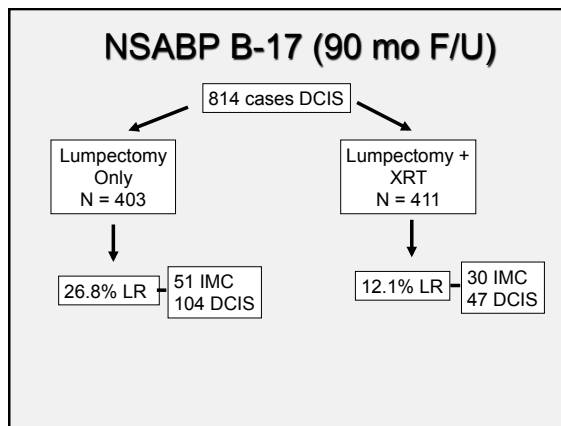 NSABP B-17 (90 mo F/U)
814 cases DCIS
Lumpectomy
Only
N = 403
Lumpectomy +
XRT
N = 411
26.8% LR
51 IMC
104 DCIS
12.1% LR
30 IMC
47 DCIS